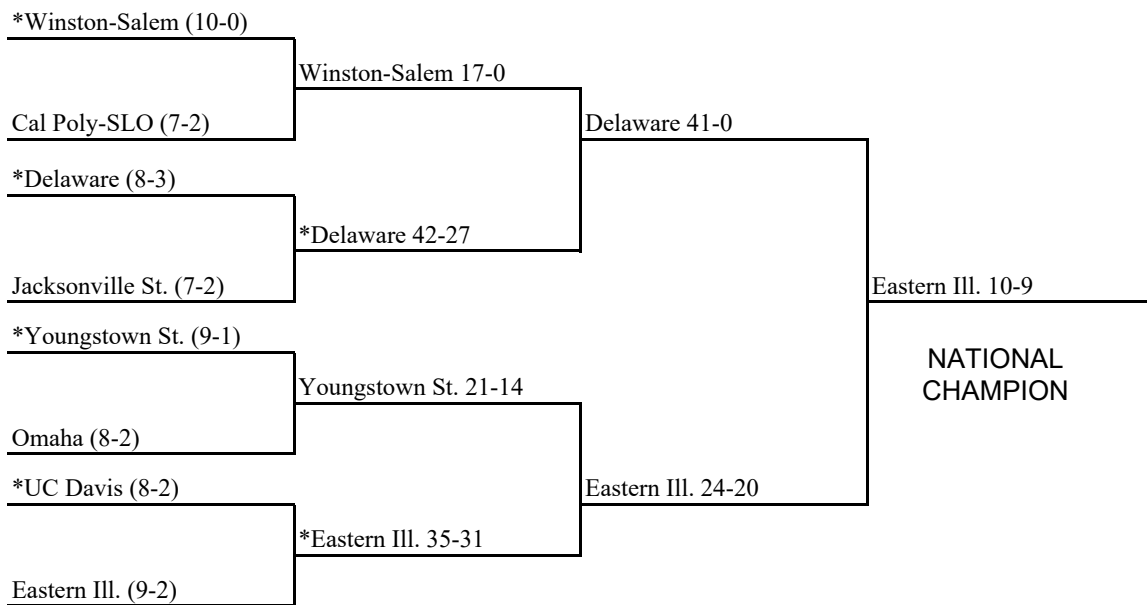 *Winston-Salem (10-0)
Winston-Salem 17-0
Cal Poly-SLO (7-2)
Delaware 41-0
*Delaware (8-3)
*Delaware 42-27
Jacksonville St. (7-2)
Eastern Ill. 10-9
*Youngstown St. (9-1)
NATIONAL
CHAMPION
Youngstown St. 21-14
Omaha (8-2)
*UC Davis (8-2)
Eastern Ill. 24-20
*Eastern Ill. 35-31
Eastern Ill. (9-2)